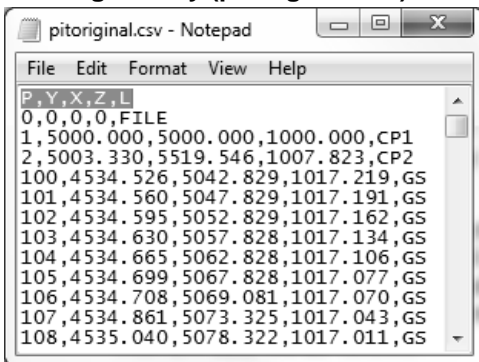 pitoriginal.csv - Notepad
File Edit Format View Help
P,Y,X,Z,L
0,0,0,0,FILE
1,5000.000,5000.000,1000.000,CP1
2,5003.330,5519.546,1007.823,CP2
100,4534.526,5042.829,1017.219,GS
101,4534.560,5047.829,1017.191,GS
102,4534.595,5052.829,1017.162,GS
103,4534.630,5057.828,1017.134,GS
104,4534.665,5062.828,1017.106,GS
105,4534.699,5067.828,1017.077,GS
106,4534.708,5069.081,1017.070,GS
107,4534.861,5073.325,1017.043,GS
108,4535.040,5078.322,1017.011,GS